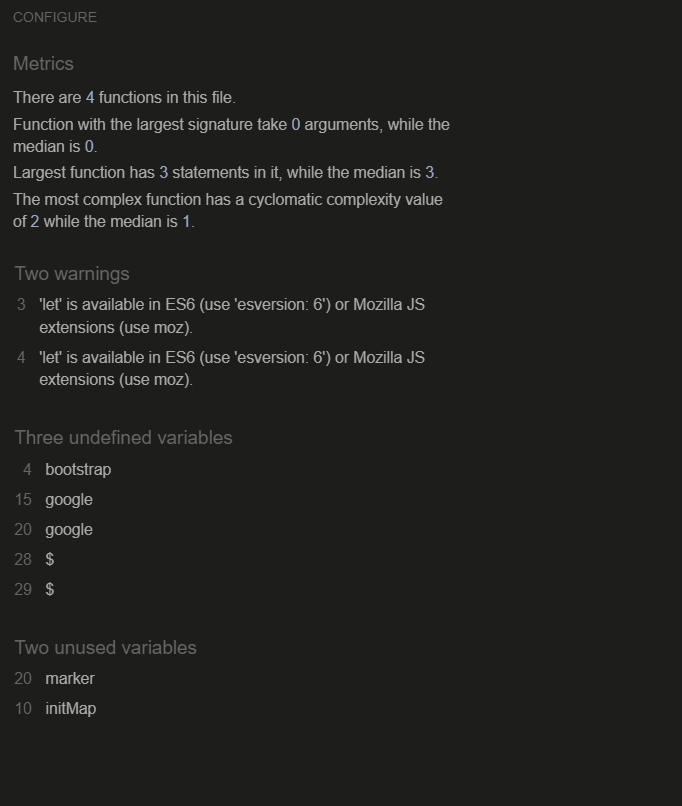 CONFIGURE
Metrics
There are 4 functions in this file.
Function with the largest signature take 0 arguments, while the
median is 0.
Largest function has 3 statements in it, while the median is 3.
The most complex function has a cyclomatic complexity value
of 2 while the median is 1.
Two warnings
3 'let' is available in ES6 (use 'esversion: 6') or Mozilla JS
extensions (use moz).
4 'let' is available in ES6 (use 'esversion: 6') or Mozilla JS
extensions (use moz).
Three undefined variables
4 bootstrap
15 google
20 google
28 $
29 $
Two unused variables
20 marker
10 initMap